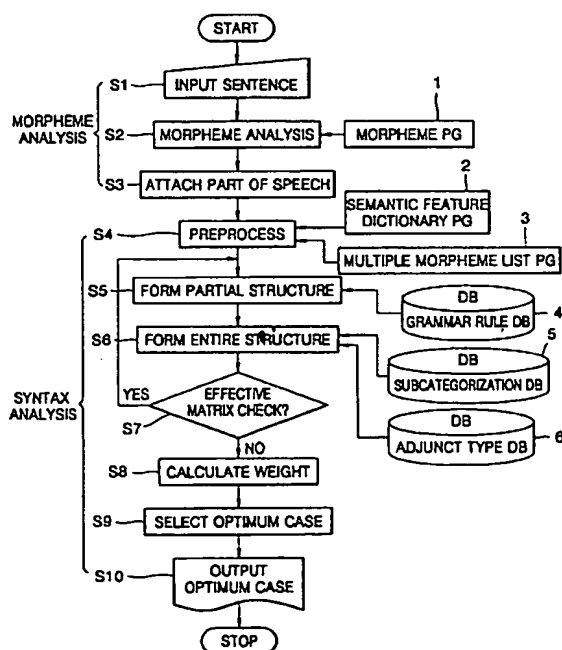 START
S1
INPUT SENTENCE
MORPHEME
ANALYSIS
1
S2
MORPHEME ANALYSIS
MORPHEME PG
S3
ATTACH PART OF SPEECH
2
SEMANTIC FEATURE
DICTIONARY PG
S4
PREPROCESS
3
MULTIPLE MORPHEME LIST PG
S5
FORM PARTIAL STRUCTURE
DB
GRAMMAR RULE DB
4
S6
FORM ENTIRE STRUCTURE
5
DB
SUBCATEGORIZATION DB
SYNTAX
ANALYSIS
YES
EFFECTIVE
MATRIX CHECK?
S7
DB
ADJUNCT TYPE DB
6
NO
S8
CALCULATE WEIGHT
S9
SELECT OPTIMUM CASE
S10
OUTPUT
OPTIMUM CASE
STOP